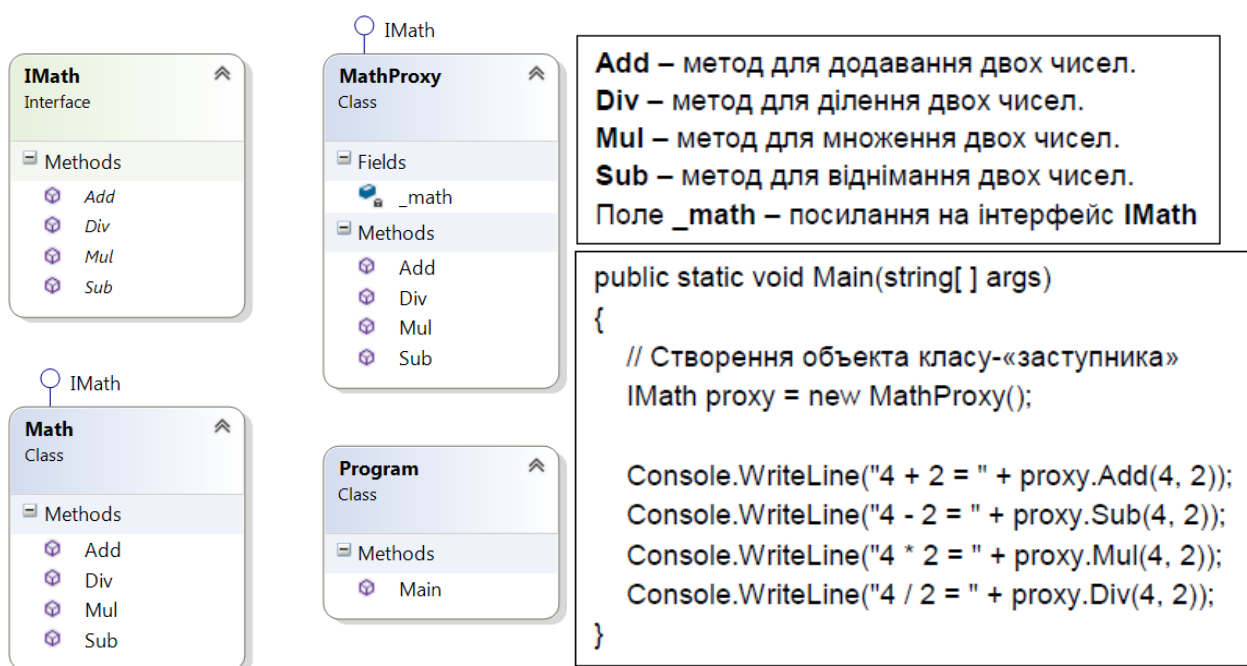 IMath
Interface
Methods
Add
Div
Mul
Sub
IMath
Math
Class
Methods
Add
Div
Mul
Sub
IMath
MathProxy
Class
Fields
_math
Methods
Add
Div
Mul
Sub
Program
Class
Methods
Main
Add – метод для додавання двох чисел.
Div – метод для ділення двох чисел.
Mul – метод для множення двох чисел.
Sub – метод для віднімання двох чисел.
Поле _math – посилання на інтерфейс IMath
public static void Main(string[ ] args)
{
// Створення объекта класу-«заступника»
IMath proxy = new MathProxy();
Console.WriteLine("4 + 2 = " + proxy.Add(4, 2));
Console.WriteLine("4 - 2 = " + proxy.Sub(4, 2));
Console.WriteLine("4 * 2 = " + proxy.Mul(4, 2));
Console.WriteLine("4 / 2 = " + proxy.Div(4, 2));
}